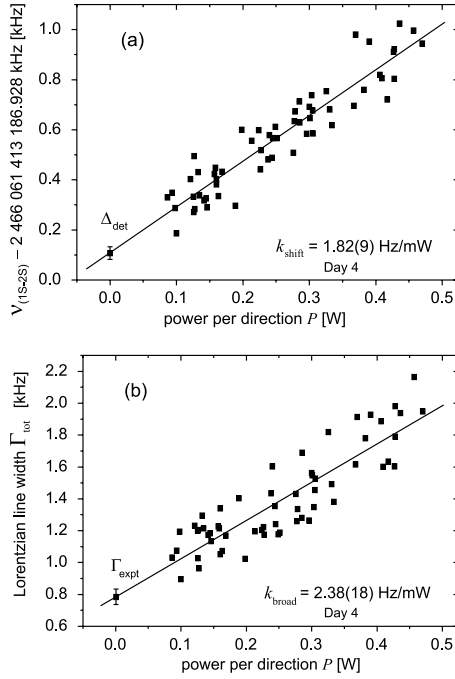 (a)
1.0
0.8
0.6
0.4
0.2
0.0
ν(1S-2S) – 2 466 061 413 186.928 kHz [kHz]
Δdet
kshift = 1.82(9) Hz/mW
Day 4
0.0 0.1 0.2 0.3 0.4 0.5
power per direction P [W]
(b)
2.2
2.0
1.8
1.6
1.4
1.2
1.0
0.8
0.6
Lorentzian line width Γtot [kHz]
Γexpt
kbroad = 2.38(18) Hz/mW
Day 4
0.0 0.1 0.2 0.3 0.4 0.5
power per direction P [W]